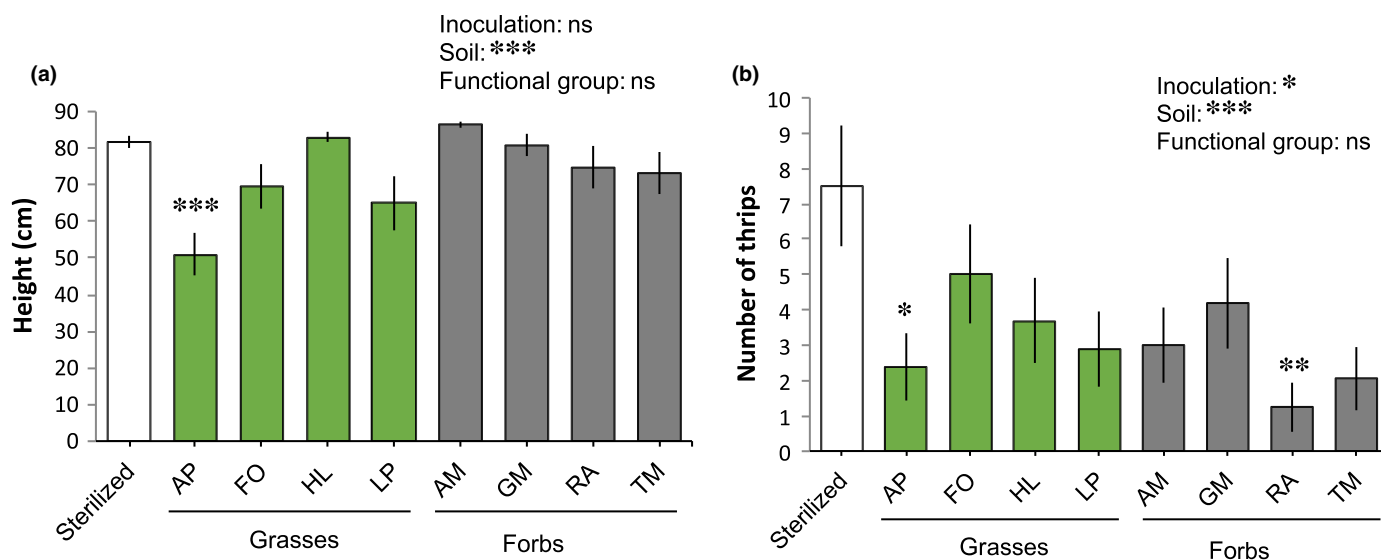 (a)
Inoculation: ns
Soil: ***
Functional group: ns
Height (cm)
90
80
70
60
50
40
30
20
10
0
***
Sterilized
AP
FO
HL
LP
AM
GM
RA
TM
Grasses
Forbs
(b)
Inoculation: *
Soil: ***
Functional group: ns
Number of thrips
10
9
8
7
6
5
4
3
2
1
0
*
**
Sterilized
AP
FO
HL
LP
AM
GM
RA
TM
Grasses
Forbs